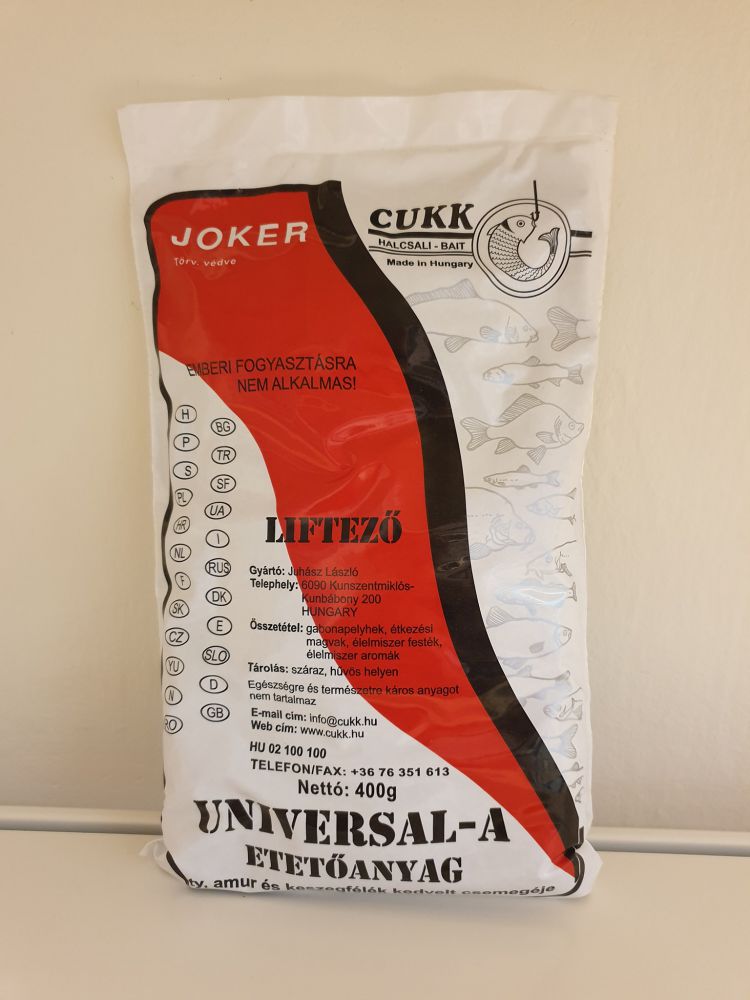 JOKER
Törv. védve
CUKK
HALCSALI - BAIT
Made in Hungary
EMBERI FOGYASZTÁSRA
NEM ALKALMAS!
H
P
S
PL
HR
NL
F
SK
CZ
YU
N
RO
BG
TR
SF
UA
I
RUS
DK
E
SLO
D
GB
LIFTEZŐ
Gyártó: Juhász László
Telephely: 6090 Kunszentmiklós-
Kunbábony 200
HUNGARY
Összetétel: gabonapelyhek, étkezési
magvak, élelmiszer festék,
élelmiszer aromák
Tárolás: száraz, hűvös helyen
Egészségre és természetre káros anyagot
nem tartalmaz
E-mail cím: info@cukk.hu
Web cím: www.cukk.hu
HU 02 100 100
TELEFON/FAX: +36 76 351 613
Nettó: 400g
UNIVERSAL-A
ETETŐANYAG
amur és keszegfélék kedvelt csemegéje